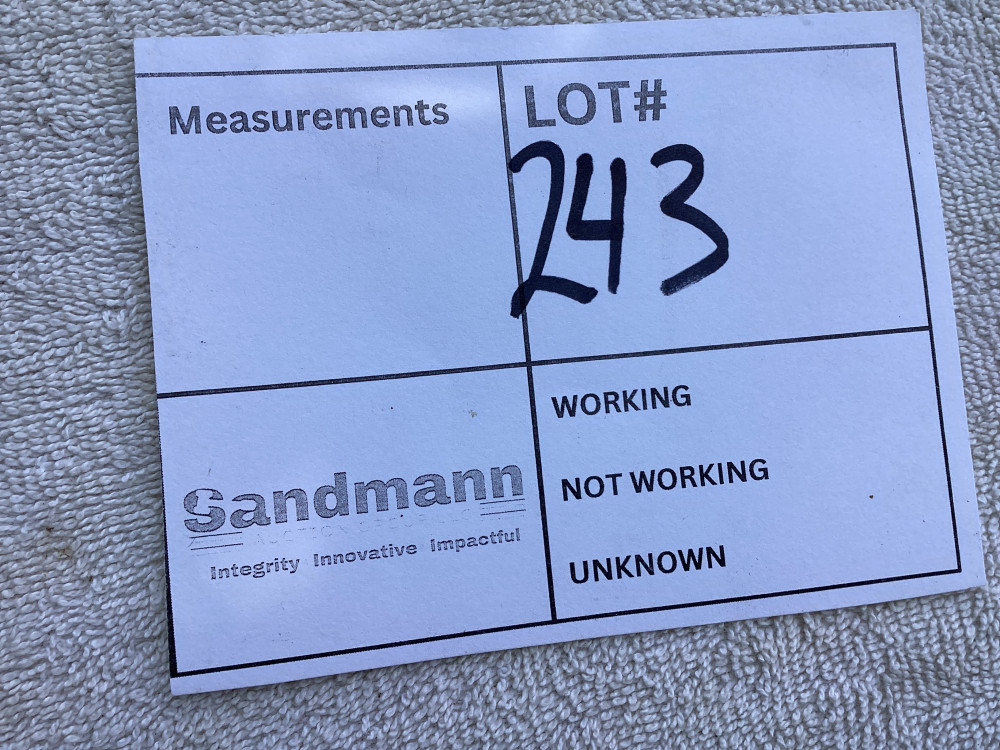 Measurements
LOT#
243
WORKING
NOT WORKING
UNKNOWN
Sandmann
Integrity Innovative Impactful